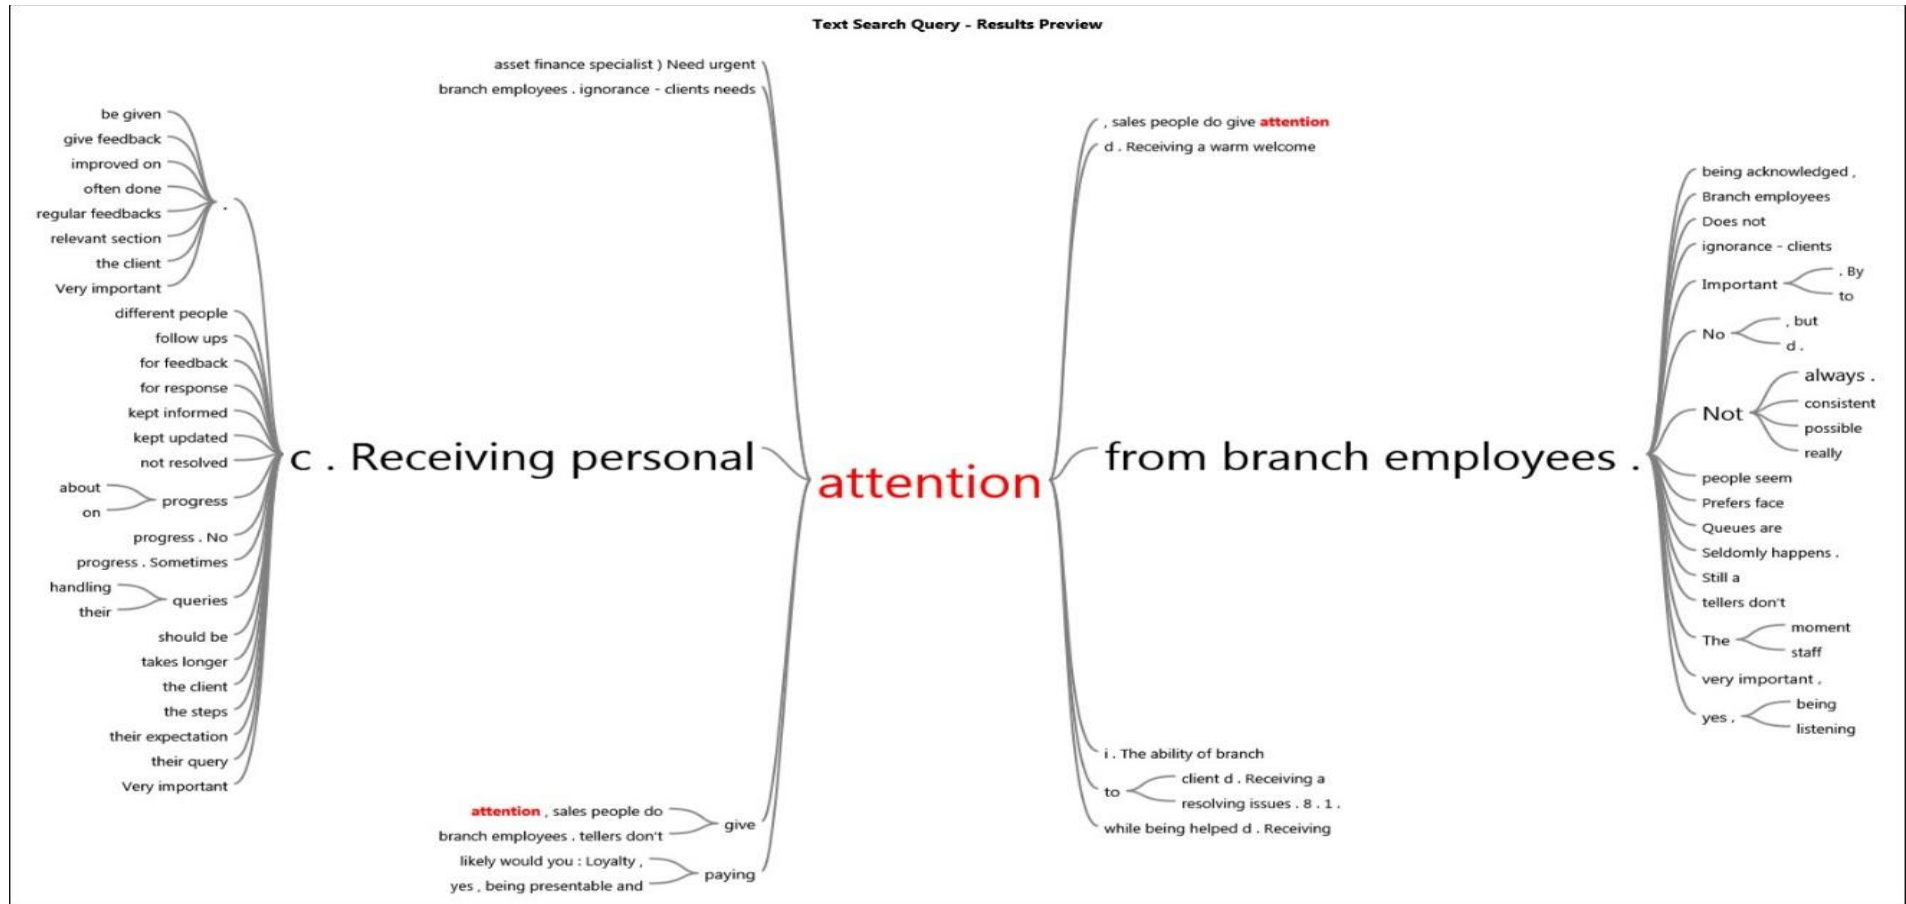 Text Search Query - Results Preview
asset finance specialist ) Need urgent
branch employees . ignorance - clients needs
be given
give feedback
improved on
often done
regular feedbacks
relevant section
the client
Very important
.
different people
follow ups
for feedback
for response
kept informed
kept updated
not resolved
about
on
progress
progress . No
progress . Sometimes
handling
their
queries
should be
takes longer
the client
the steps
their expectation
their query
Very important
c . Receiving personal
attention , sales people do
branch employees . tellers don't
give
likely would you : Loyalty ,
yes , being presentable and
paying
attention
, sales people do give attention
d . Receiving a warm welcome
from branch employees .
being acknowledged ,
Branch employees
Does not
ignorance - clients
Important
. By
to
No
, but
d .
Not
always .
consistent
possible
really
people seem
Prefers face
Queues are
Seldomly happens .
Still a
tellers don't
The
moment
staff
very important ,
yes ,
being
listening
i . The ability of branch
to
client d . Receiving a
resolving issues . 8 . 1 .
while being helped d . Receiving